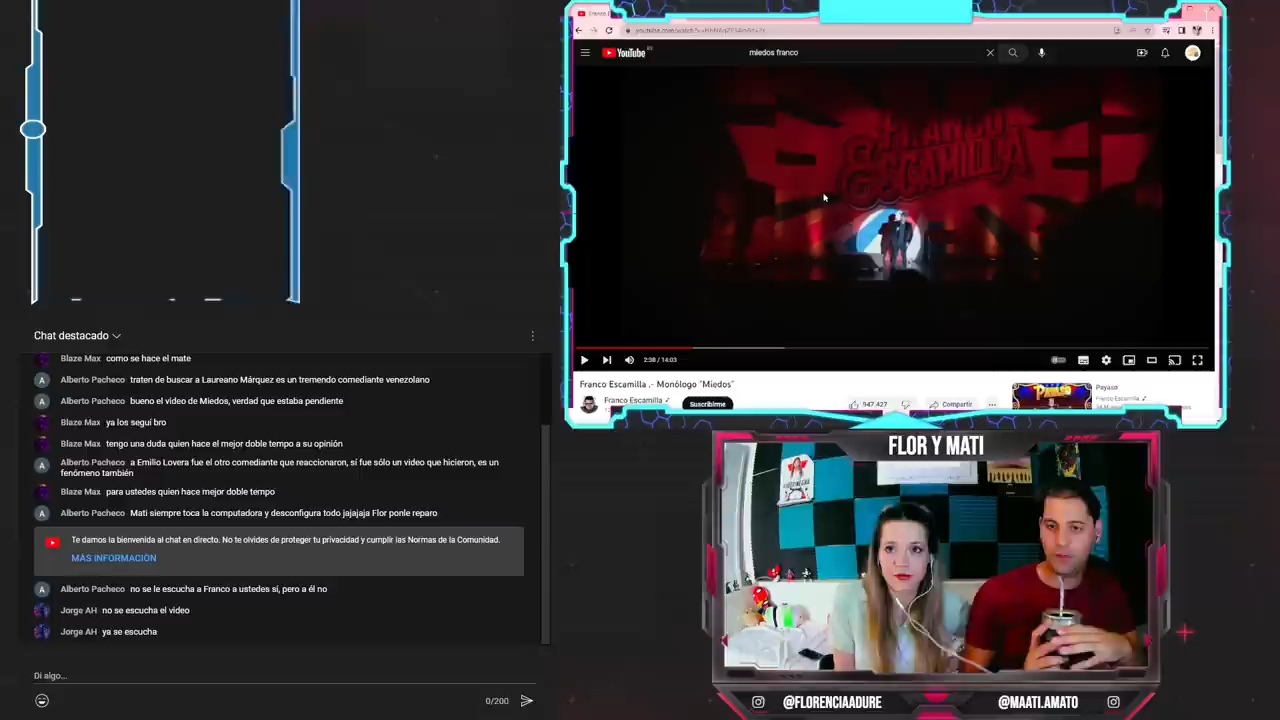 Chat destacado
Blaze Max como se hace el mate
Alberto Pacheco traten de buscar a Laureano Márquez es un tremendo comediante venezolano
Alberto Pacheco bueno el video de Miedos, verdad que estaba pendiente
Blaze Max ya los seguí bro
Blaze Max tengo una duda quien hace el mejor doble tempo a su opinión
Alberto Pacheco a Emilio Lovera fue el otro comediante que reaccionaron, sí fue sólo un video que hicieron, es un
fenómeno también
Blaze Max para ustedes quien hace mejor doble tempo
Alberto Pacheco Mati siempre toca la computadora y desconfigura todo jajajaja Flor ponle reparo
Te damos la bienvenida al chat en directo. No te olvides de proteger tu privacidad y cumplir las Normas de la Comunidad.
MÁS INFORMACIÓN
Alberto Pacheco no se le escucha a Franco a ustedes sí, pero a él no
Jorge AH no se escucha el video
Jorge AH ya se escucha
Di algo...
0/200
YouTube
miedos franco
FRANCO
ESCAMILLA
2:38 / 14:03
Franco Escamilla .- Monólogo "Miedos"
Franco Escamilla
Suscribirme
947.427
Compartir
Payaso
Franco Escamilla
FLOR Y MATI
@FLORENCIAADURE
@MAATI.AMATO